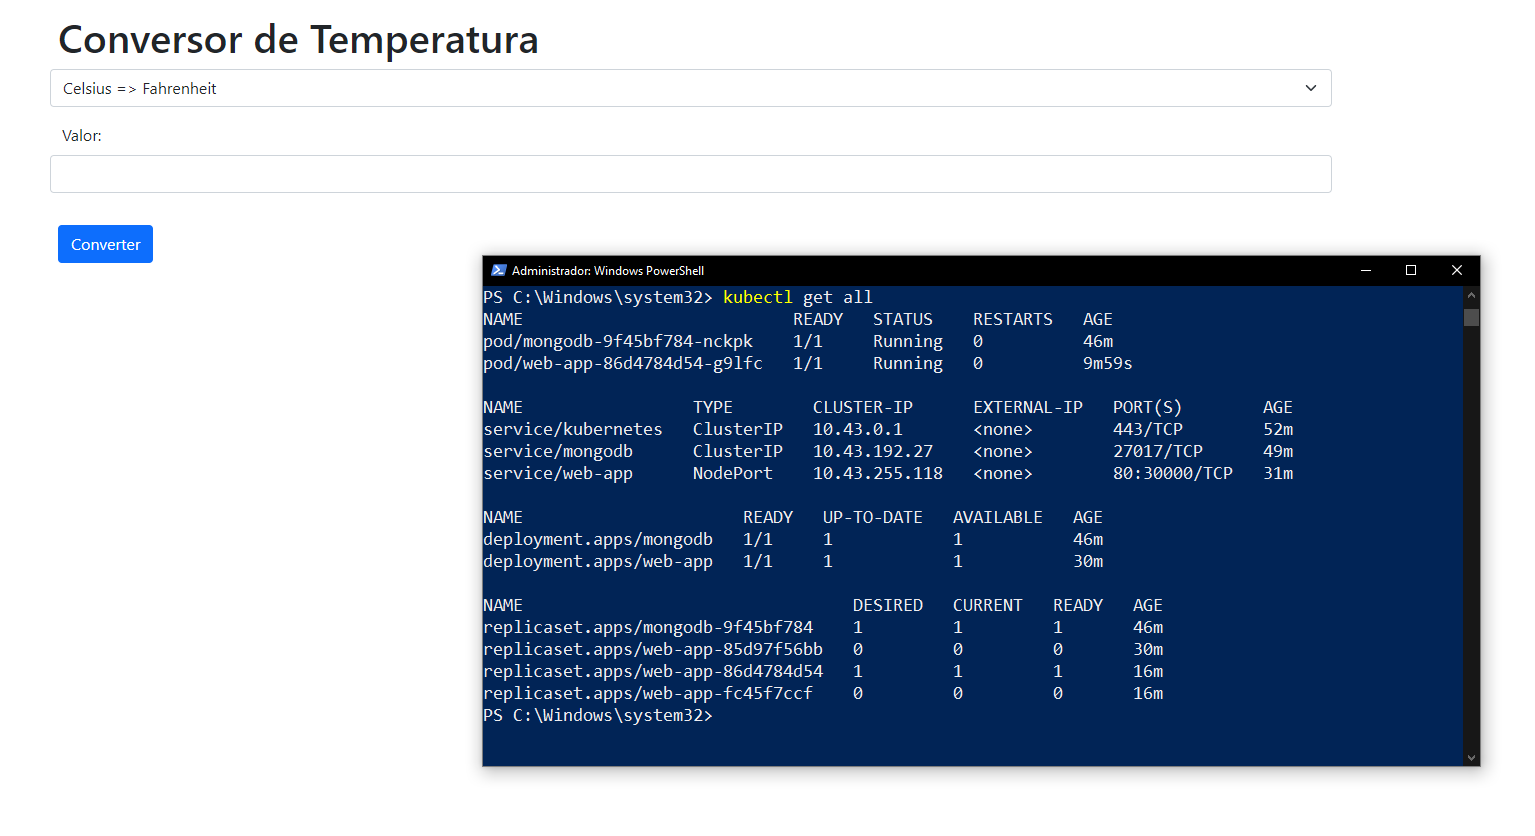 Conversor de Temperatura
Celsius => Fahrenheit
Valor:
Converter
Administrador: Windows PowerShell
PS C:\Windows\system32> kubectl get all
NAME READY STATUS RESTARTS AGE
pod/mongodb-9f45bf784-nckpk 1/1 Running 0 46m
pod/web-app-86d4784d54-g9lfc 1/1 Running 0 9m59s
NAME TYPE CLUSTER-IP EXTERNAL-IP PORT(S) AGE
service/kubernetes ClusterIP 10.43.0.1 <none> 443/TCP 52m
service/mongodb ClusterIP 10.43.192.27 <none> 27017/TCP 49m
service/web-app NodePort 10.43.255.118 <none> 80:30000/TCP 31m
NAME READY UP-TO-DATE AVAILABLE AGE
deployment.apps/mongodb 1/1 1 1 46m
deployment.apps/web-app 1/1 1 1 30m
NAME DESIRED CURRENT READY AGE
replicaset.apps/mongodb-9f45bf784 1 1 1 46m
replicaset.apps/web-app-85d97f56bb 0 0 0 30m
replicaset.apps/web-app-86d4784d54 1 1 1 16m
replicaset.apps/web-app-fc45f7ccf 0 0 0 16m
PS C:\Windows\system32>